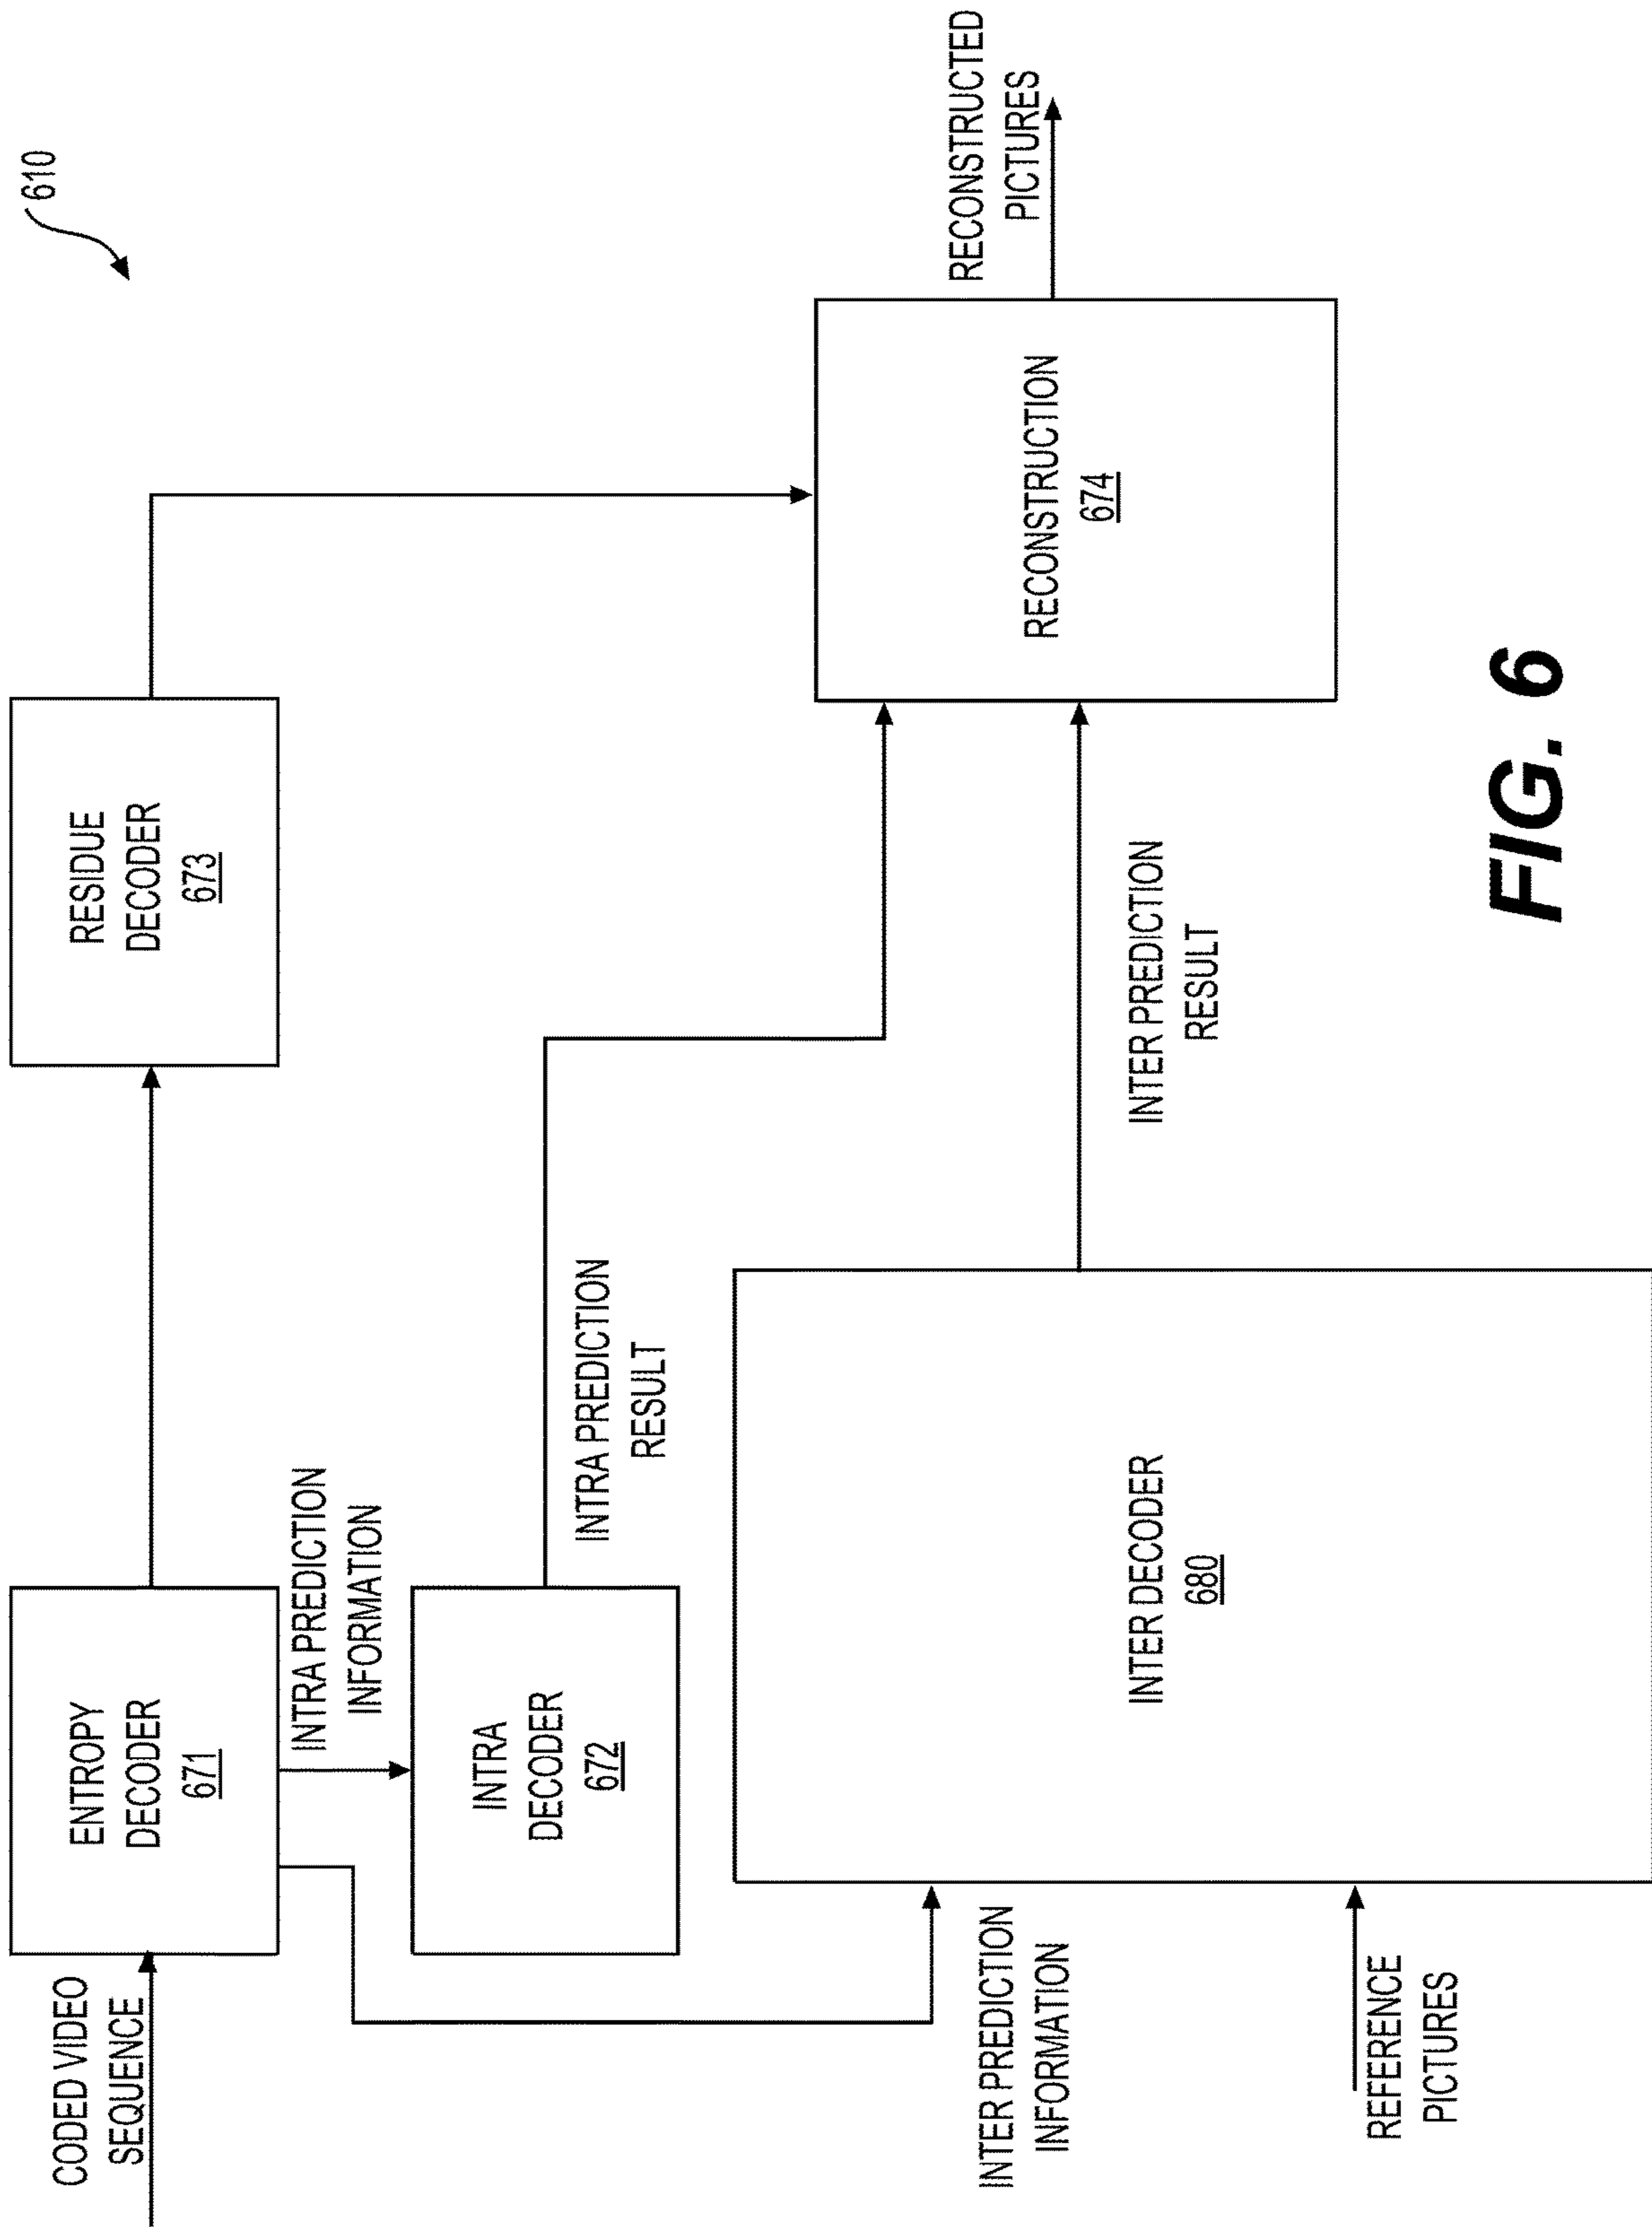 610
CODED VIDEO
SEQUENCE
ENTROPY
DECODER
671
RESIDUE
DECODER
673
INTRA PREDICTION
INFORMATION
INTRA
DECODER
672
INTRA PREDICTION
RESULT
RECONSTRUCTED
PICTURES
RECONSTRUCTION
674
INTER PREDICTION
INFORMATION
INTER DECODER
680
INTER PREDICTION
RESULT
REFERENCE
PICTURES
FIG. 6